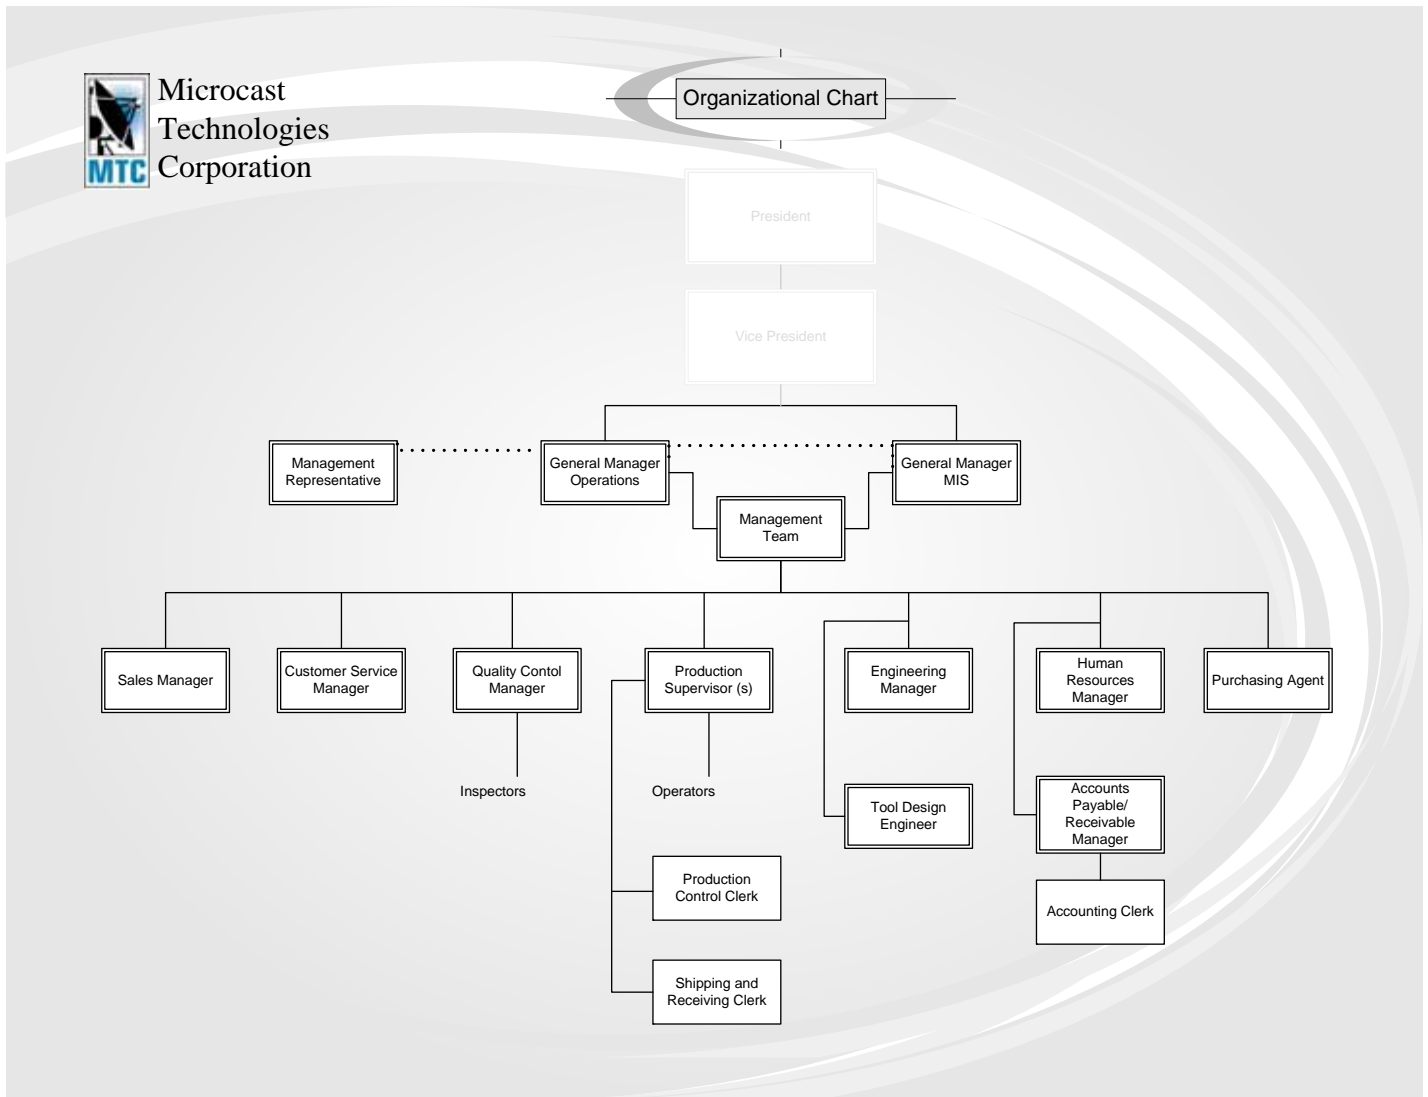 Microcast
Technologies
Corporation
MTC
Organizational Chart
President
Vice President
Management
Representative
General Manager
Operations
General Manager
MIS
Management
Team
Sales Manager
Customer Service
Manager
Quality Contol
Manager
Production
Supervisor (s)
Engineering
Manager
Human
Resources
Manager
Purchasing Agent
Inspectors
Operators
Tool Design
Engineer
Accounts
Payable/
Receivable
Manager
Production
Control Clerk
Accounting Clerk
Shipping and
Receiving Clerk